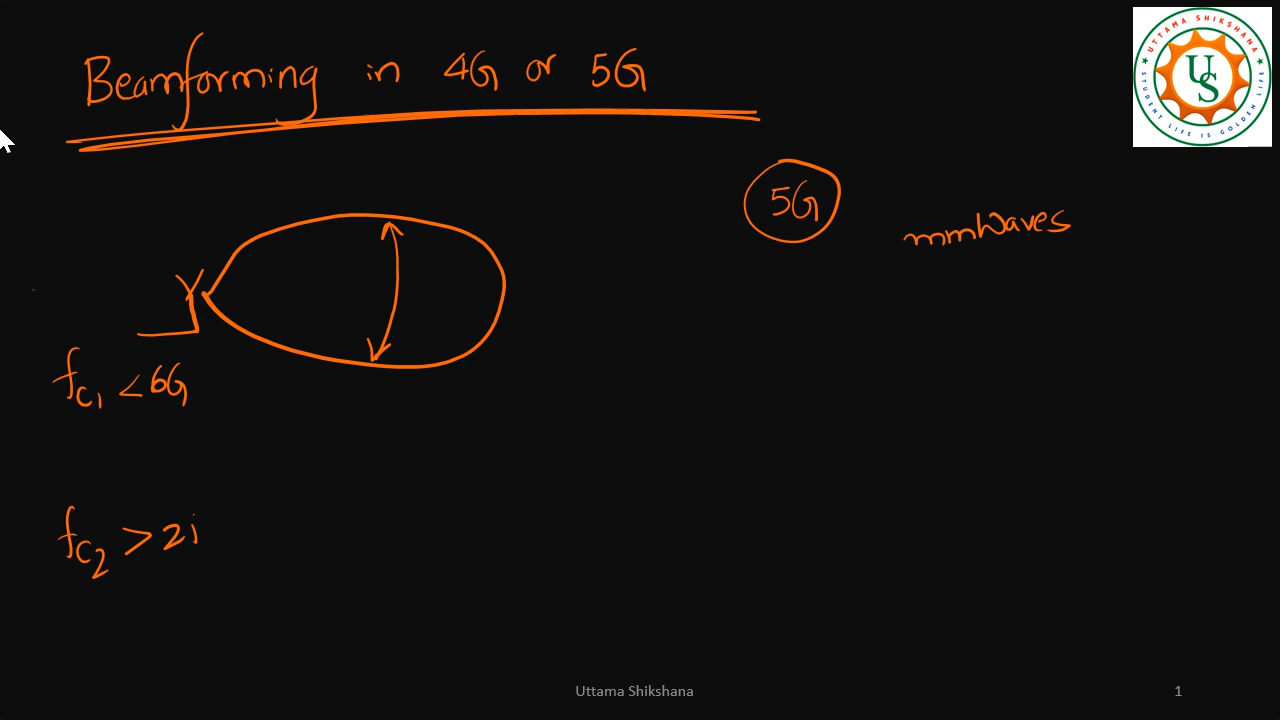 Beamforming in 4G or 5G
UTTAMA SHIKSHANA
US
STUDENT LIFE IS GOLDEN LIFE
5G
mmWaves
fc1 < 6G
fc2 > 2i
Uttama Shikshana
1